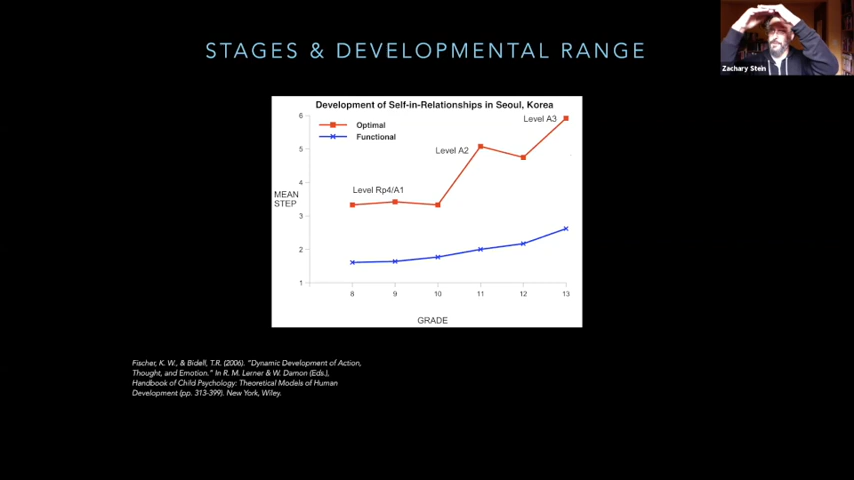 STAGES & DEVELOPMENTAL RANGE
Zachary Stein
Development of Self-in-Relationships in Seoul, Korea
6
Optimal
Level A3
Functional
5
Level A2
4
Level Rp4/A1
MEAN
STEP
3
2
1
8 9 10 11 12 13
GRADE
Fischer, K. W., & Bidell, T.R. (2006). "Dynamic Development of Action,
Thought, and Emotion." In R. M. Lerner & W. Damon (Eds.),
Handbook of Child Psychology: Theoretical Models of Human
Development (pp. 313-399). New York, Wiley.